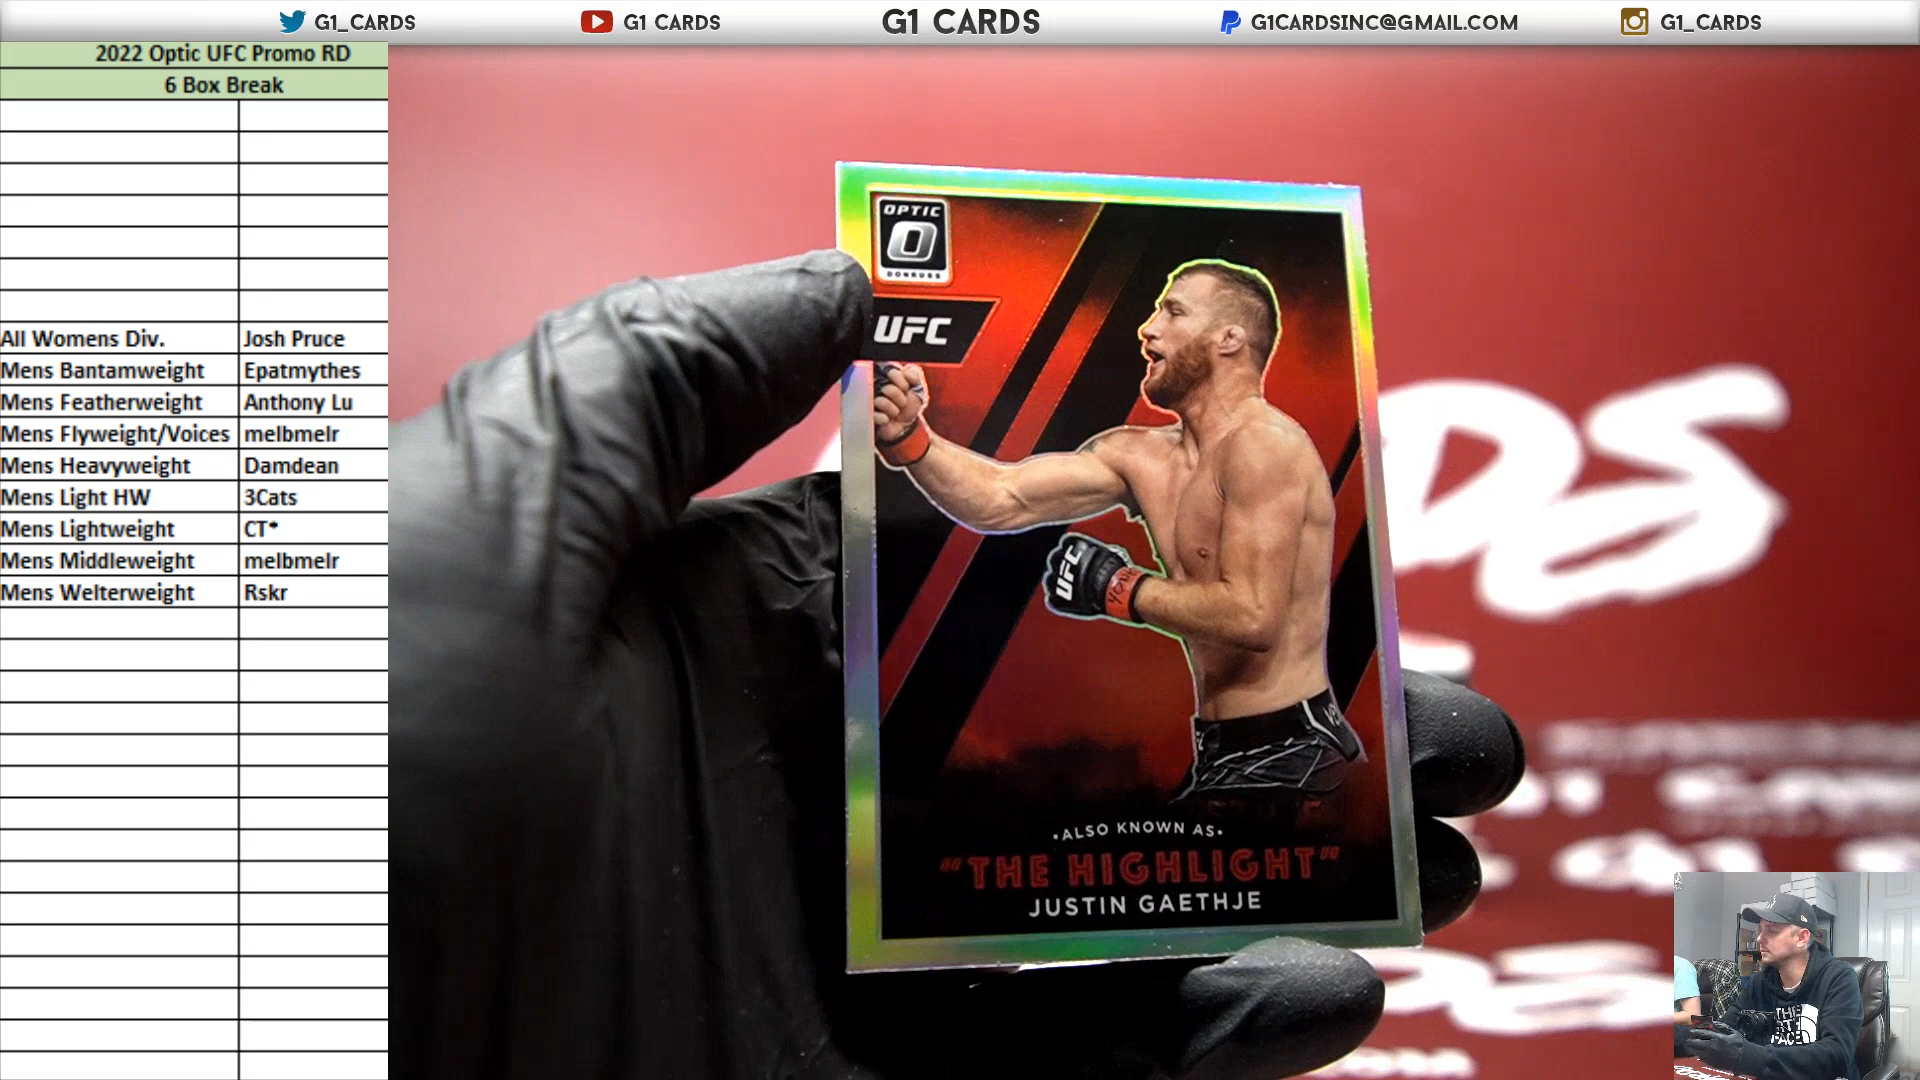 G1_CARDS
G1 CARDS
G1 CARDS
G1CARDSINC@GMAIL.COM
G1_CARDS
2022 Optic UFC Promo RD
6 Box Break
All Womens Div. Josh Pruce
Mens Bantamweight Epatmythes
Mens Featherweight Anthony Lu
Mens Flyweight/Voices melbmelr
Mens Heavyweight Damdean
Mens Light HW 3Cats
Mens Lightweight CT*
Mens Middleweight melbmelr
Mens Welterweight Rskr
OPTIC
O
DONRUSS
UFC
UFC
•ALSO KNOWN AS•
"THE HIGHLIGHT"
JUSTIN GAETHJE
THE